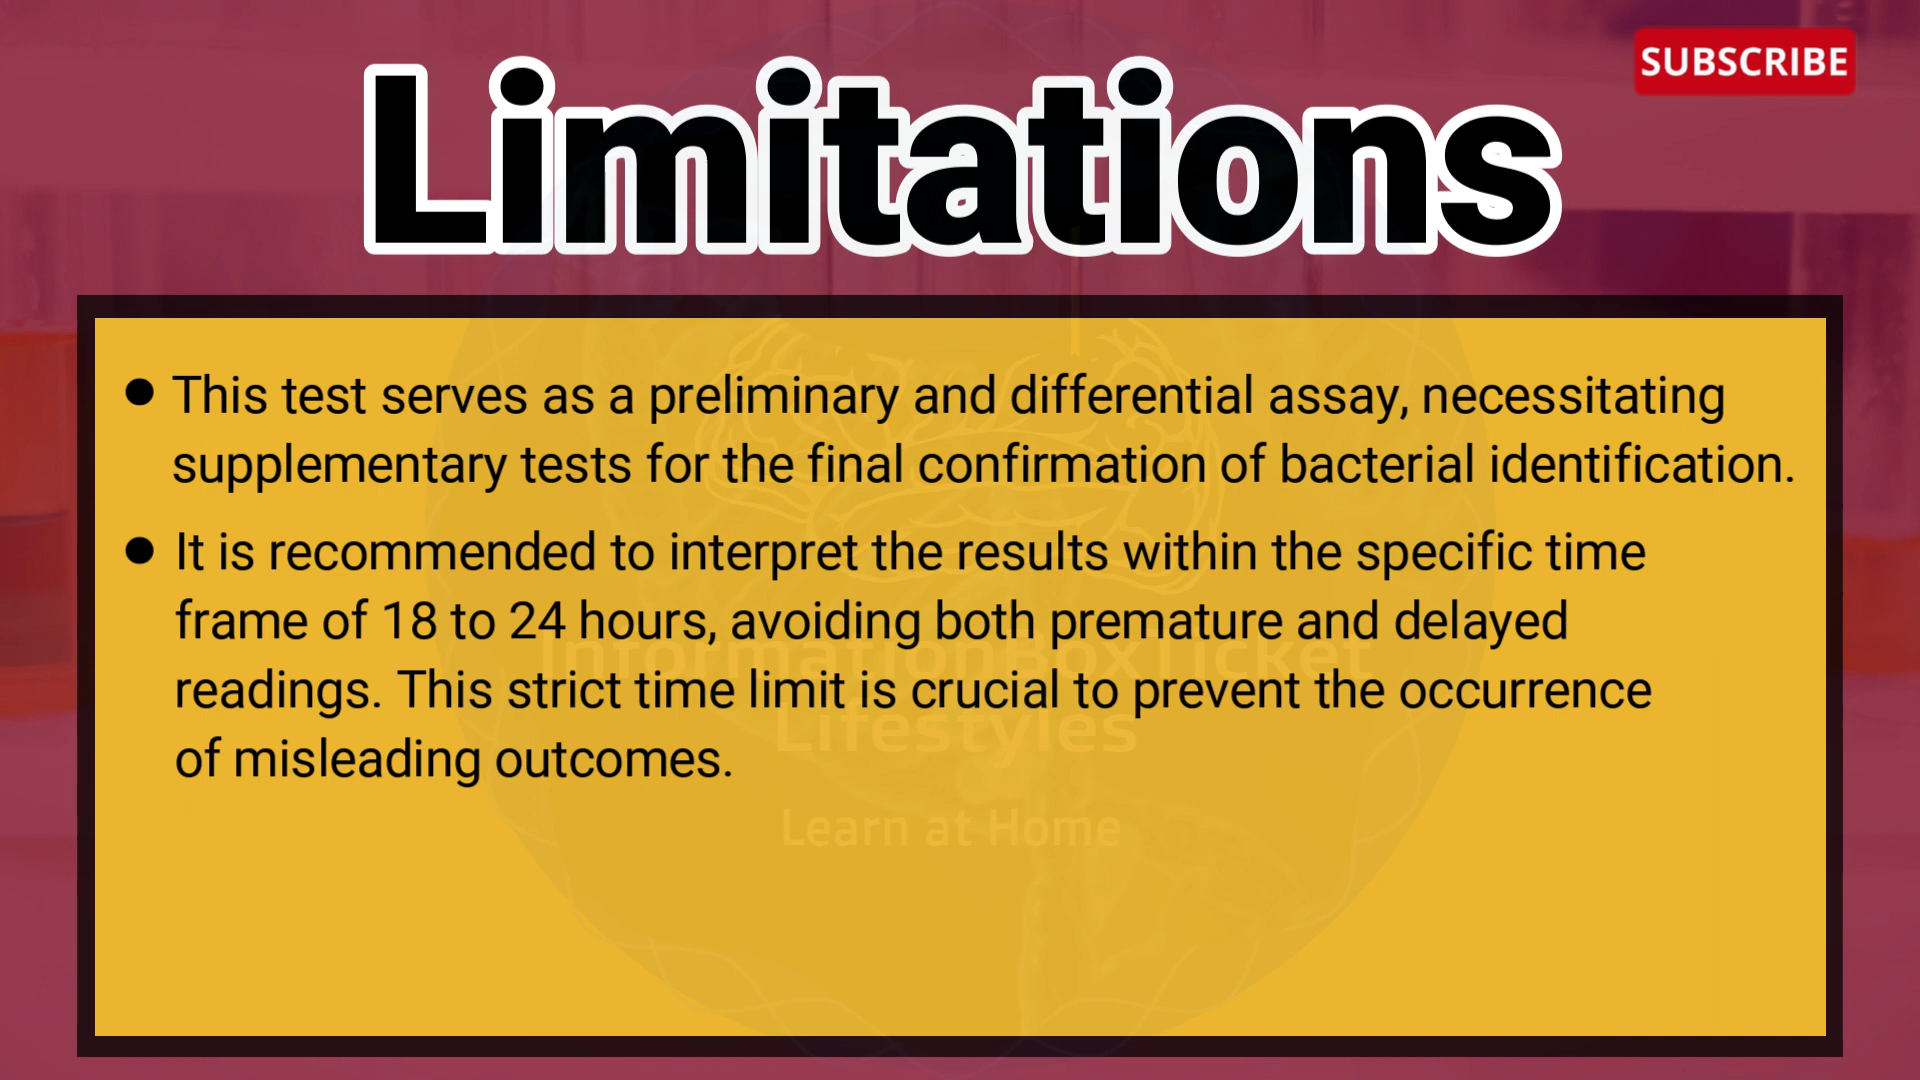 SUBSCRIBE
Limitations
● This test serves as a preliminary and differential assay, necessitating
supplementary tests for the final confirmation of bacterial identification.
● It is recommended to interpret the results within the specific time
frame of 18 to 24 hours, avoiding both premature and delayed
readings. This strict time limit is crucial to prevent the occurrence
of misleading outcomes.
InformationBoxTicket
Lifestyles
Learn at Home